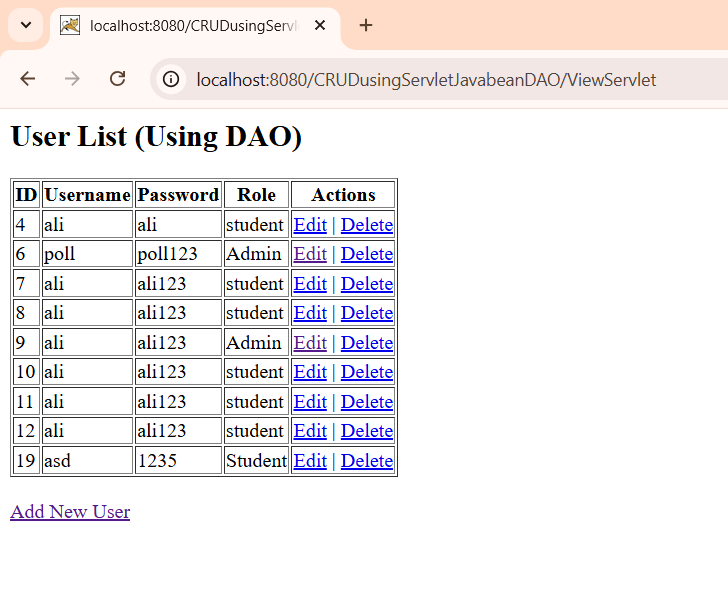 localhost:8080/CRUDusingServl
localhost:8080/CRUDusingServletJavabeanDAO/ViewServlet
User List (Using DAO)
ID Username Password Role Actions
4 ali ali student Edit | Delete
6 poll poll123 Admin Edit | Delete
7 ali ali123 student Edit | Delete
8 ali ali123 student Edit | Delete
9 ali ali123 Admin Edit | Delete
10 ali ali123 student Edit | Delete
11 ali ali123 student Edit | Delete
12 ali ali123 student Edit | Delete
19 asd 1235 Student Edit | Delete
Add New User